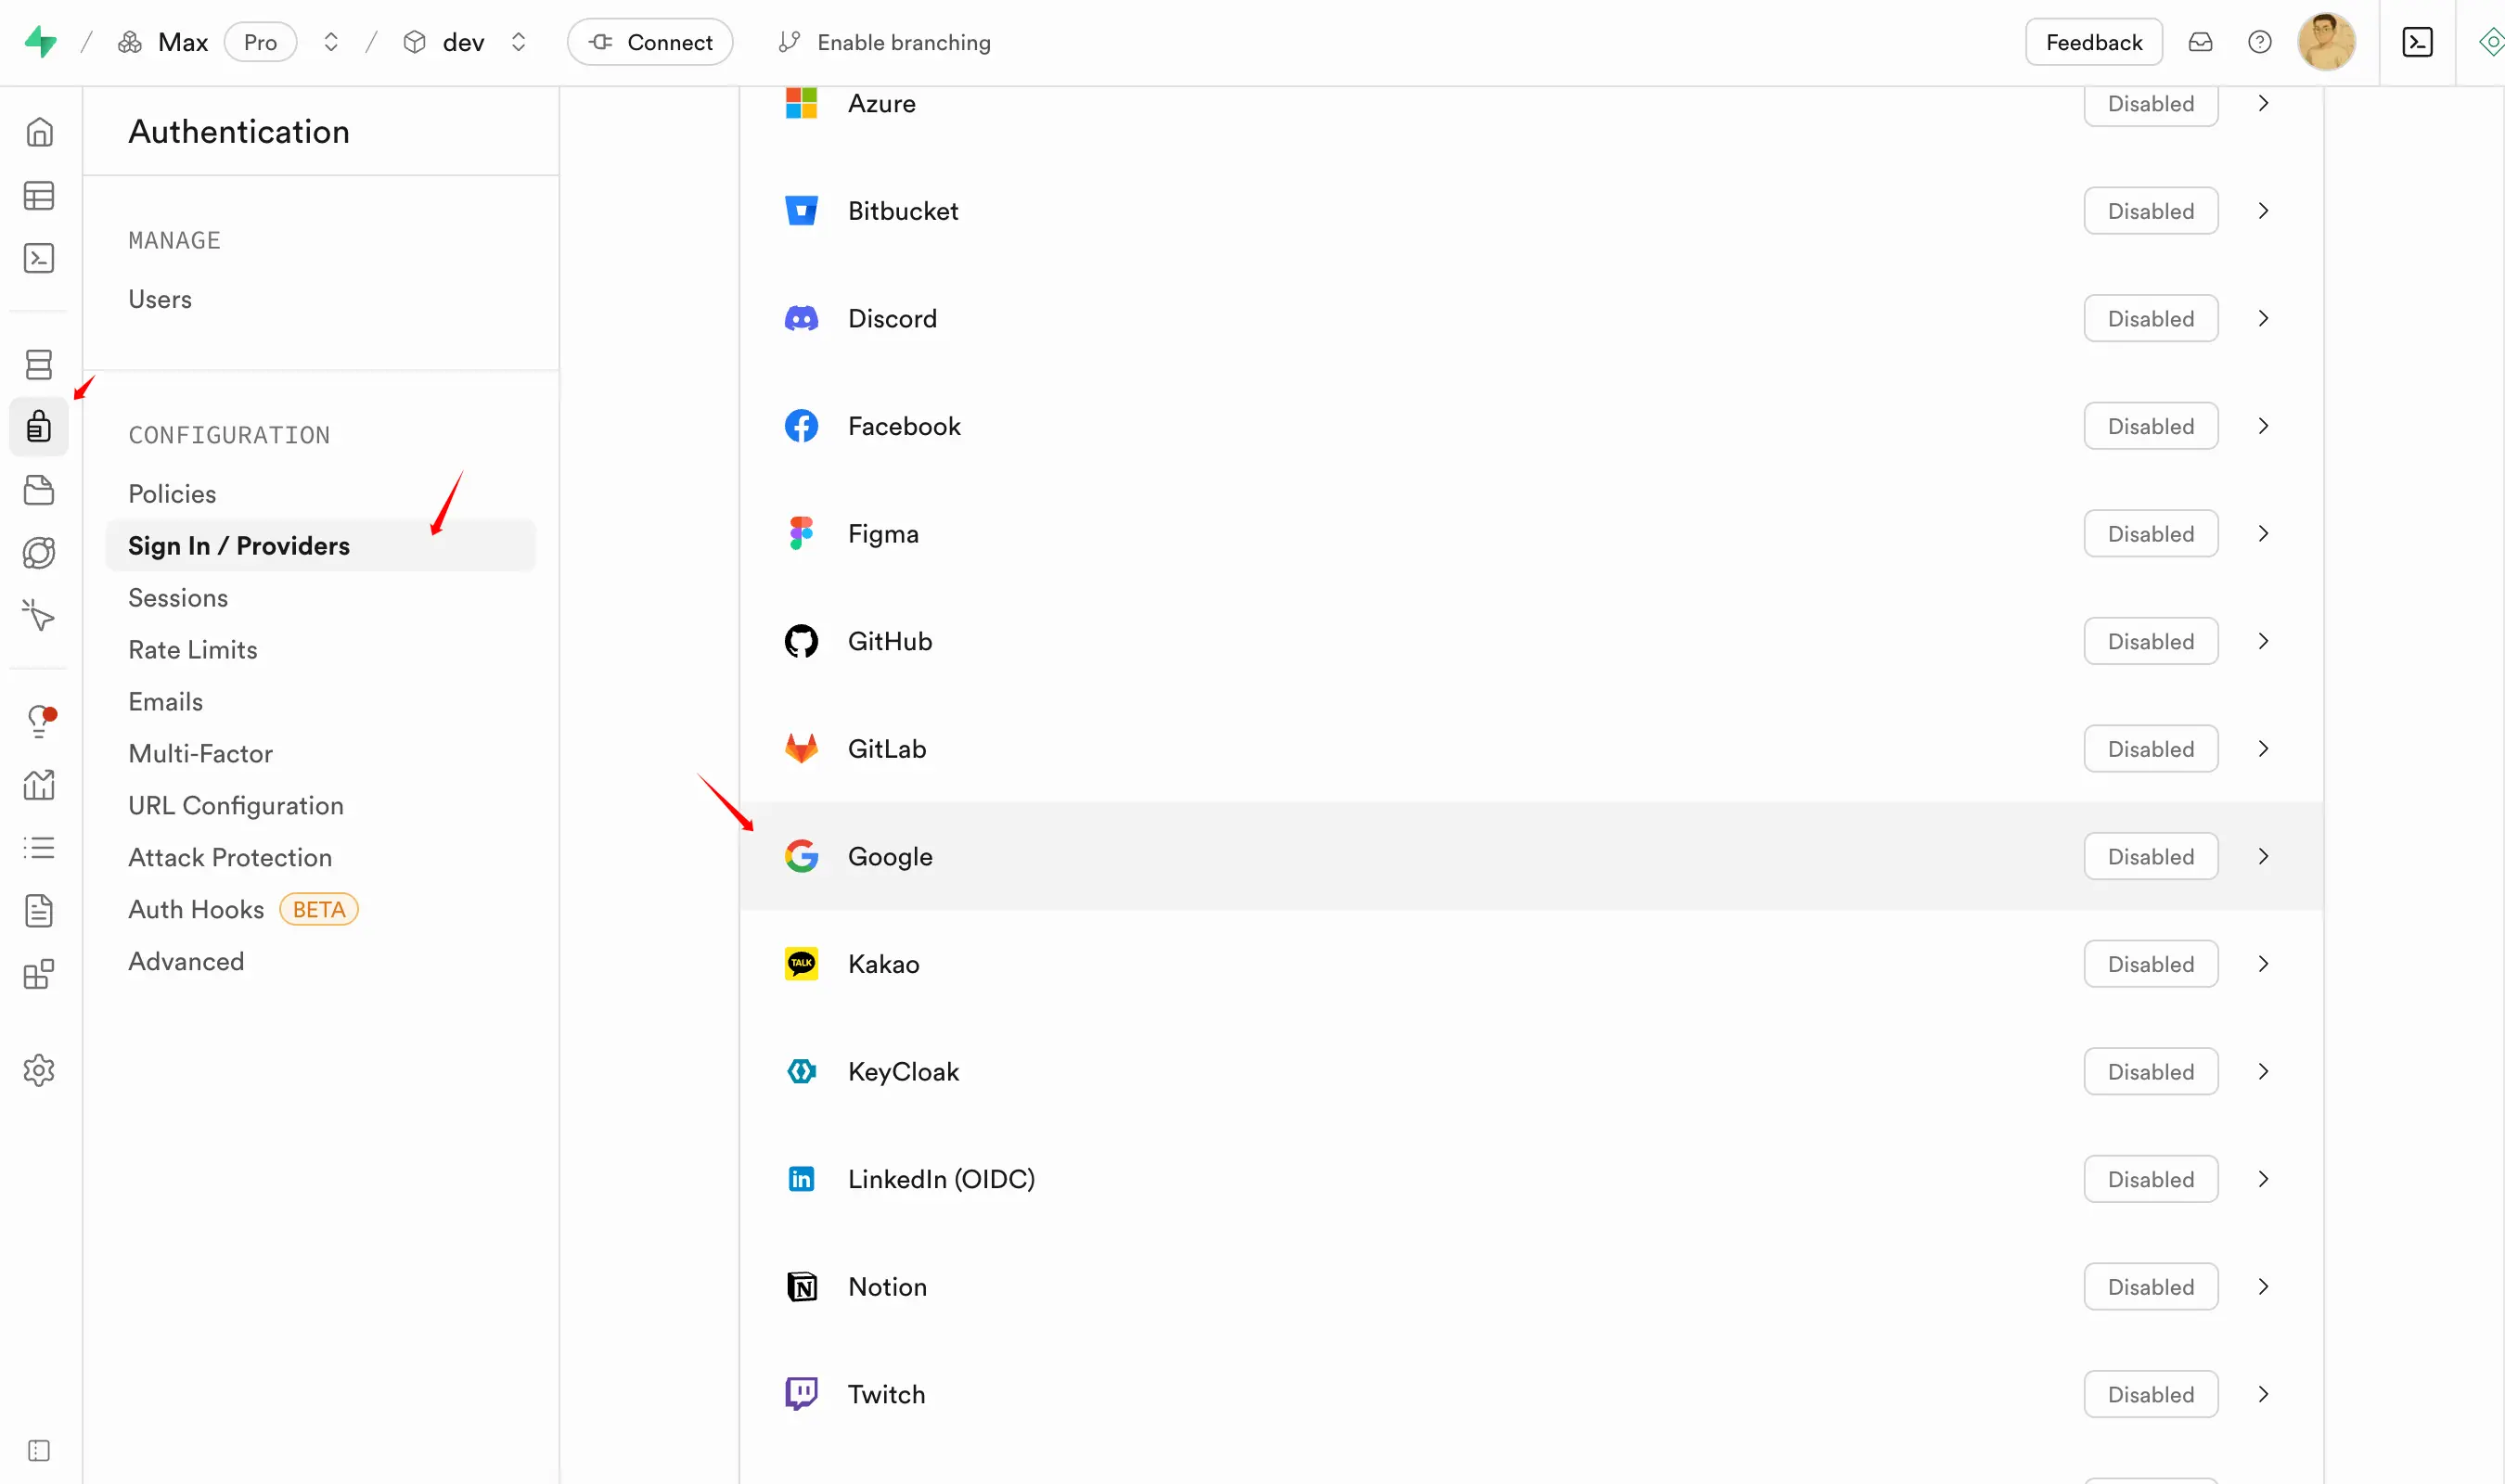 / Max Pro / dev Connect Enable branching Feedback
Authentication
MANAGE
Users
CONFIGURATION
Policies
Sign In / Providers
Sessions
Rate Limits
Emails
Multi-Factor
URL Configuration
Attack Protection
Auth Hooks BETA
Advanced
Azure Disabled
Bitbucket Disabled
Discord Disabled
Facebook Disabled
Figma Disabled
GitHub Disabled
GitLab Disabled
Google Disabled
TALK Kakao Disabled
KeyCloak Disabled
in LinkedIn (OIDC) Disabled
N Notion Disabled
Twitch Disabled